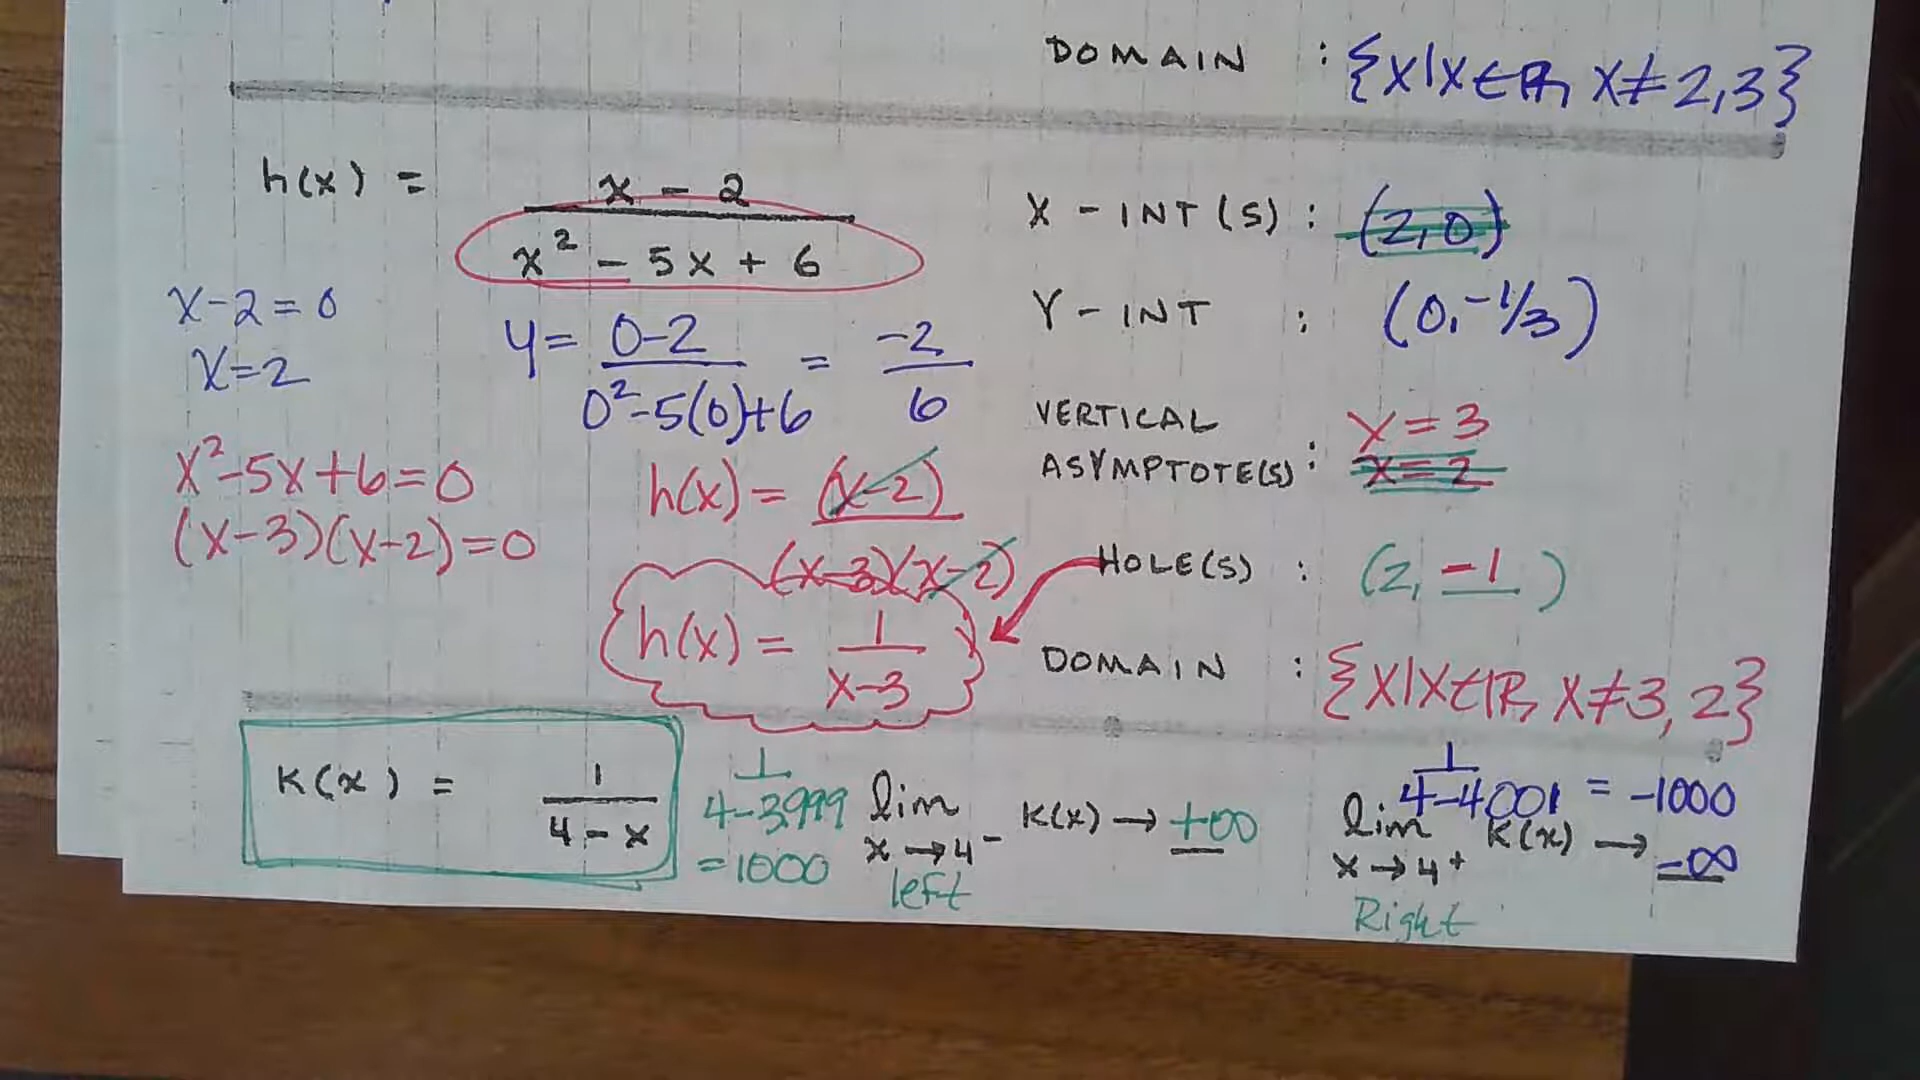 DOMAIN : {x|x∈ℝ, x≠2,3}
h(x) = (x - 2)/(x² - 5x + 6)
X-INT(S): (2,0)
x-2=0
x=2
y = (0-2)/(0²-5(0)+6) = -2/6
Y-INT : (0,-1/3)
VERTICAL
ASYMPTOTE(S): x=3
x=2
x²-5x+6=0
(x-3)(x-2)=0
h(x) = (x-2)/(x-3)(x-2)
HOLE(S) : (2, -1)
h(x) = 1/(x-3)
DOMAIN : {x|x∈ℝ, x≠3,2}
K(x) = 1/(4-x)
1/(4-3.999)
=1000
lim x→4⁻ K(x) → +∞
left
1/(4-4.001) = -1000
lim x→4⁺ K(x) → -∞
Right